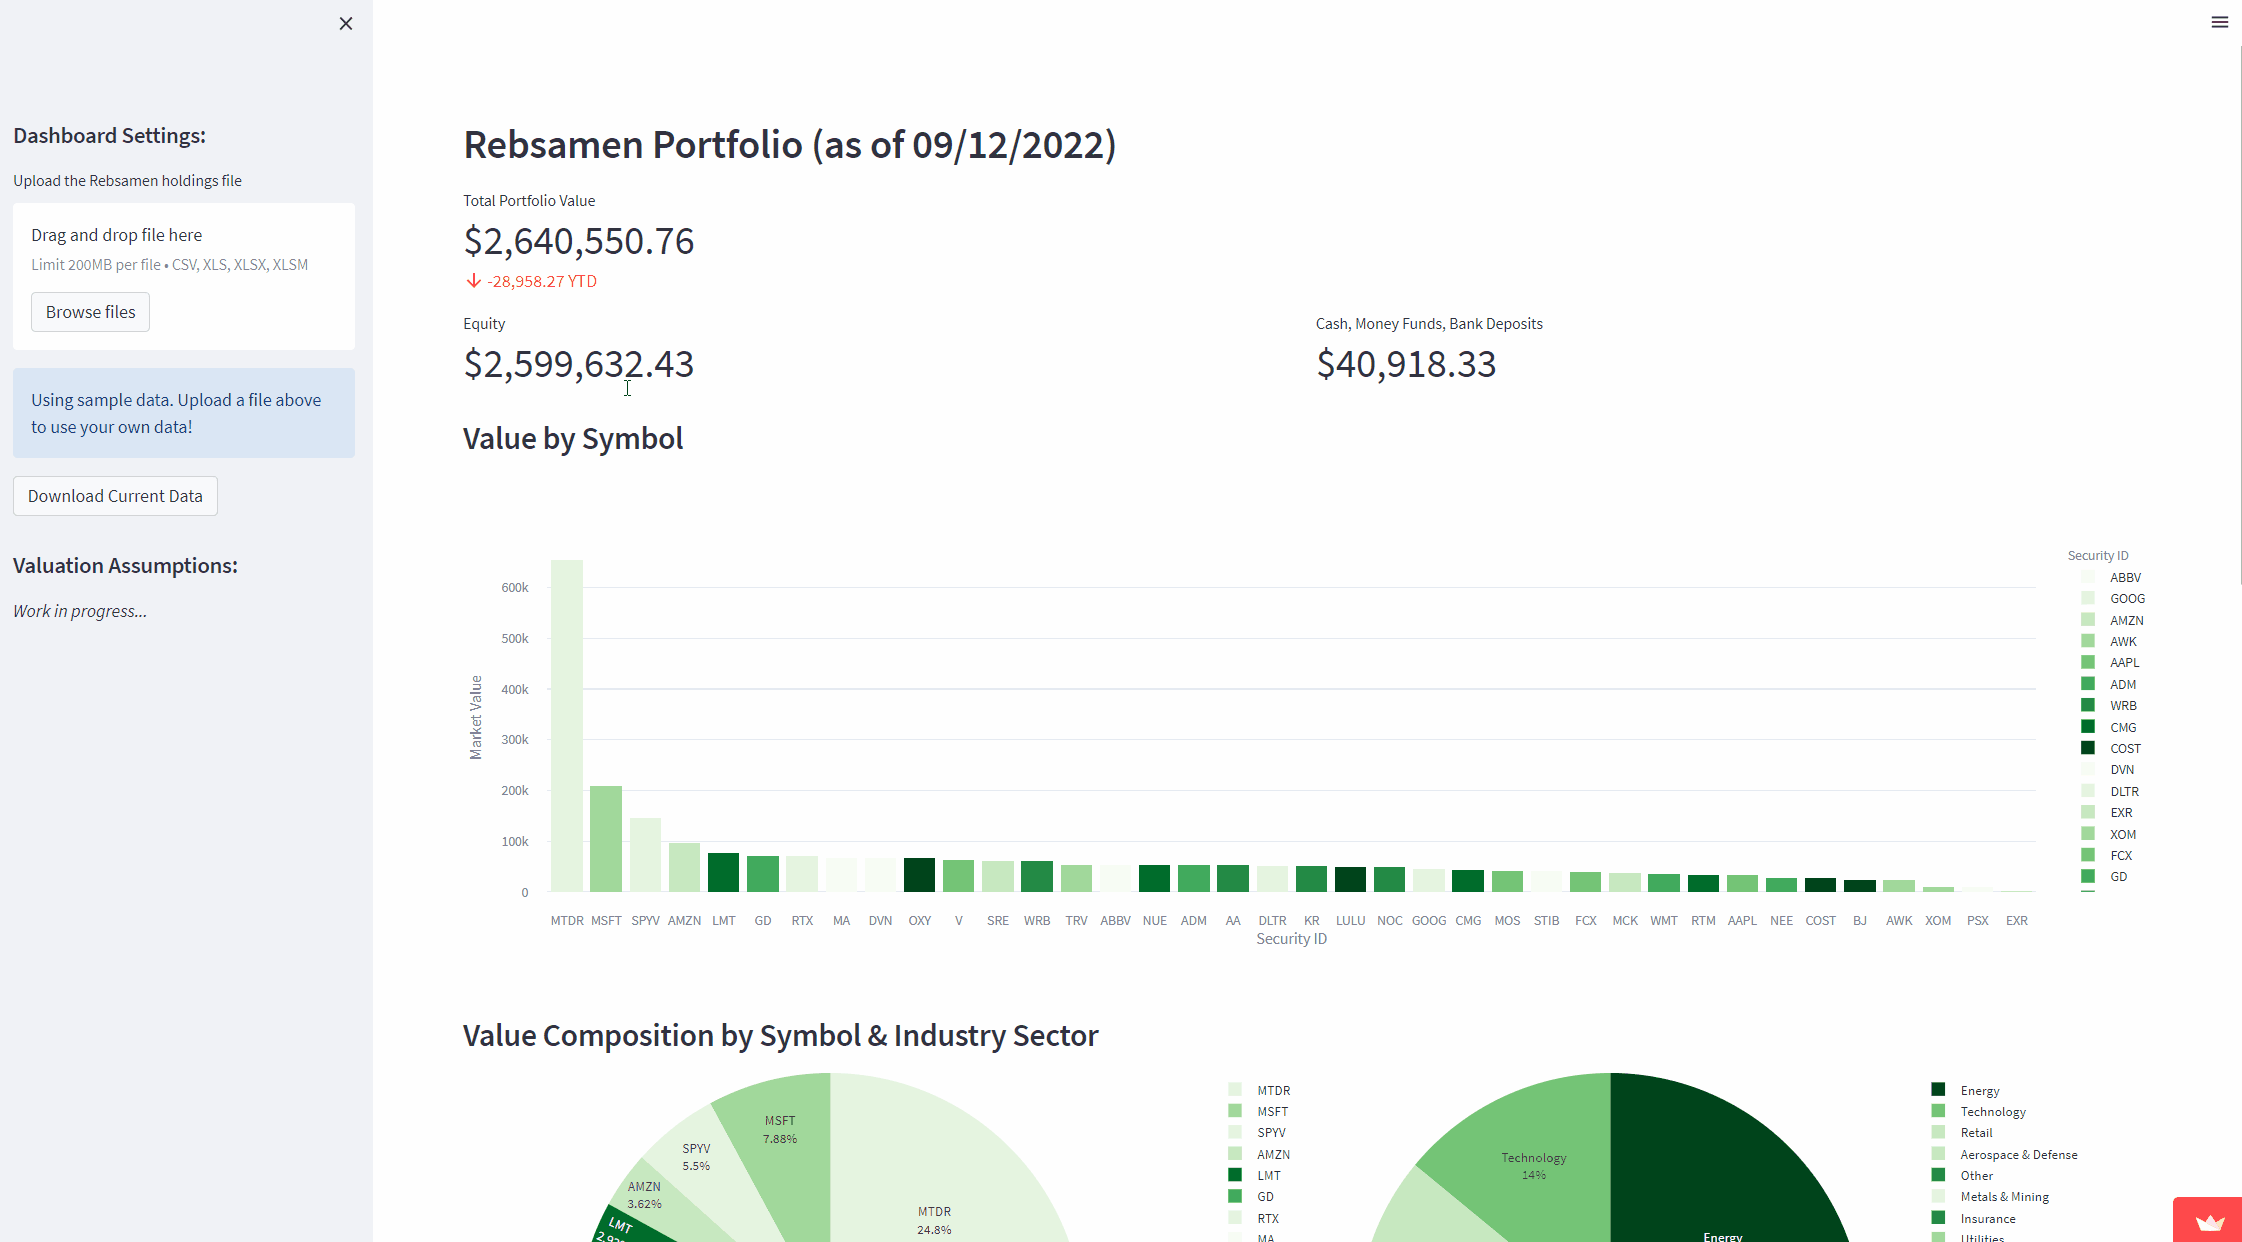 Dashboard Settings:
Upload the Rebsamen holdings file
Drag and drop file here
Limit 200MB per file • CSV, XLS, XLSX, XLSM
Browse files
Using sample data. Upload a file above
to use your own data!
Download Current Data
Valuation Assumptions:
Work in progress...
Rebsamen Portfolio (as of 09/12/2022)
Total Portfolio Value
$2,640,550.76
-28,958.27 YTD
Equity
$2,599,632.43
Cash, Money Funds, Bank Deposits
$40,918.33
Value by Symbol
Market Value
600k
500k
400k
300k
200k
100k
0
MTDR MSFT SPYV AMZN LMT GD RTX MA DVN OXY V SRE WRB TRV ABBV NUE ADM AA DLTR KR LULU NOC GOOG CMG MOS STIB FCX MCK WMT RTM AAPL NEE COST BJ AWK XOM PSX EXR
Security ID
Security ID
ABBV
GOOG
AMZN
AWK
AAPL
ADM
WRB
CMG
COST
DVN
DLTR
EXR
XOM
FCX
GD
Value Composition by Symbol & Industry Sector
MSFT
7.88%
SPYV
5.5%
AMZN
3.62%
LMT
MTDR
24.8%
MTDR
MSFT
SPYV
AMZN
LMT
GD
RTX
MA
Technology
14%
Energy
Energy
Technology
Retail
Aerospace & Defense
Other
Metals & Mining
Insurance
Utilities